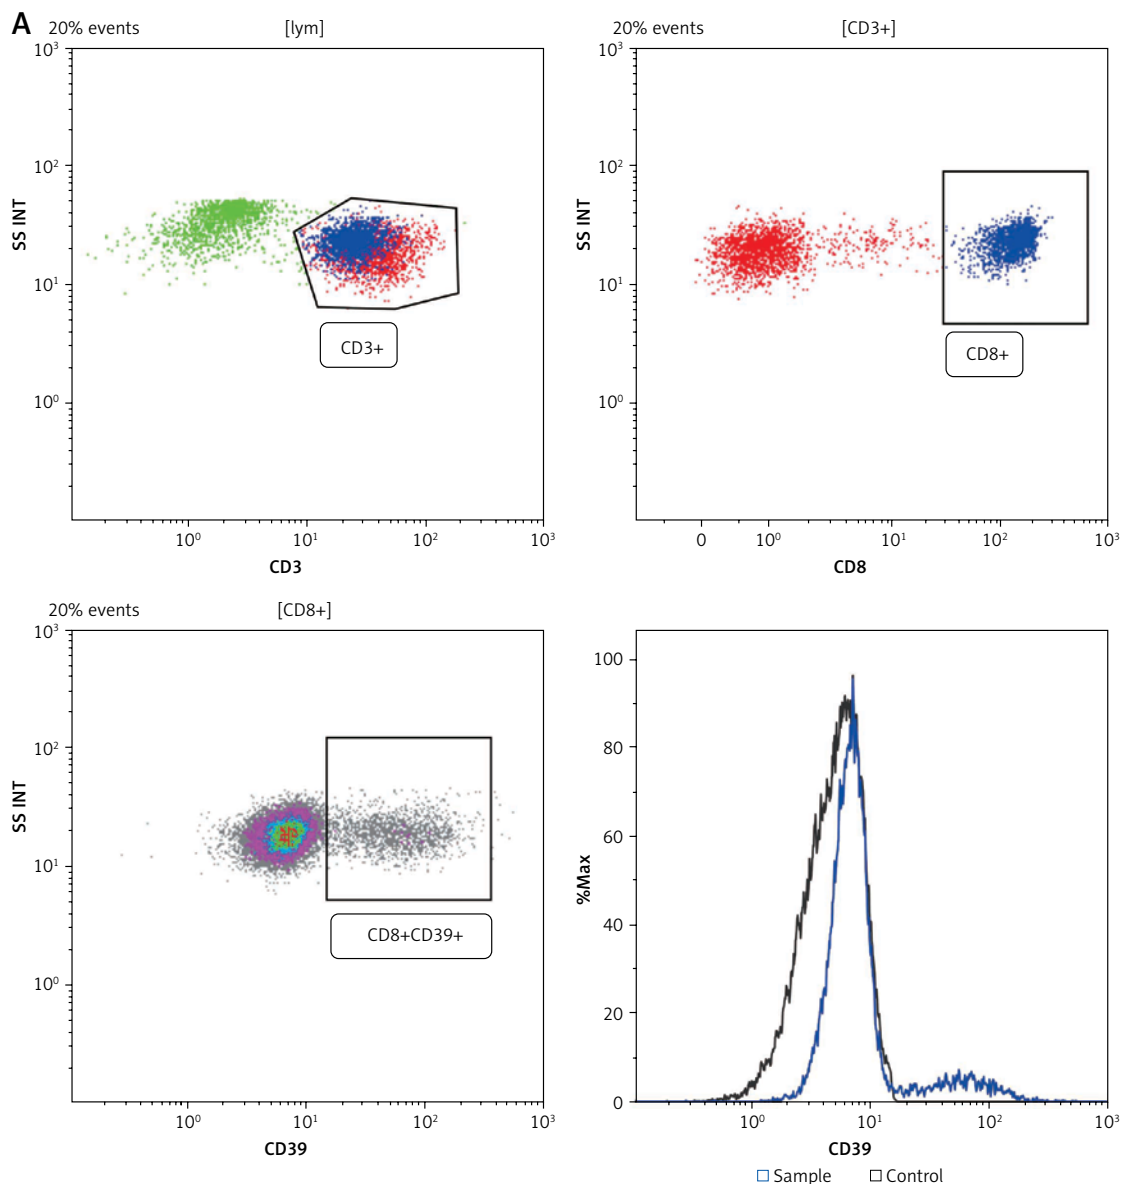 A
20% events [lym]
10³
10²
10¹
10⁰
SS INT
CD3+
10⁰ 10¹ 10² 10³
CD3
20% events [CD3+]
10³
10²
10¹
10⁰
SS INT
CD8+
0 10⁰ 10¹ 10² 10³
CD8
20% events [CD8+]
10³
10²
10¹
10⁰
SS INT
CD8+CD39+
10⁰ 10¹ 10² 10³
CD39
100
80
60
40
20
0
%Max
10⁰ 10¹ 10² 10³
CD39
Sample Control